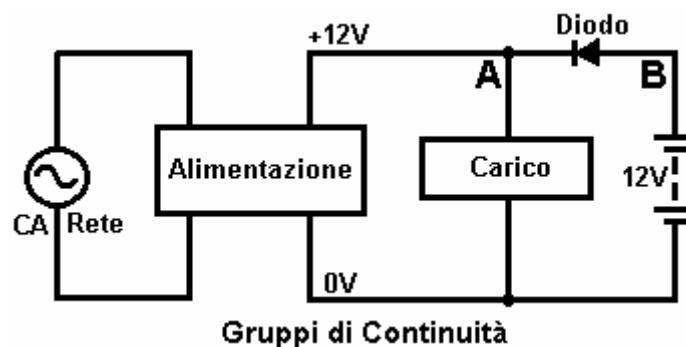 Diodo
+12V
A
B
Alimentazione
Carico
12V
CA Rete
0V
Gruppi di Continuità